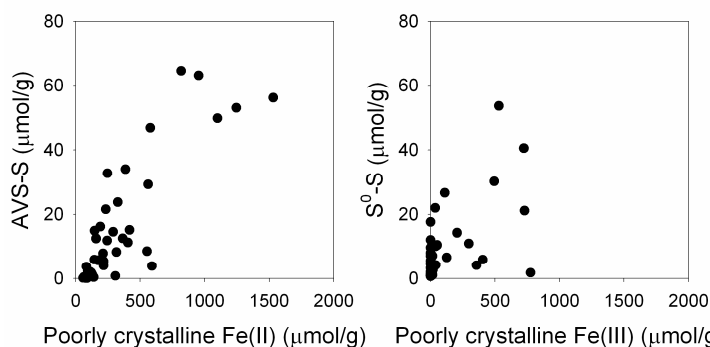 80
60
40
20
0
AVS-S (μmol/g)
0 500 1000 1500 2000
Poorly crystalline Fe(II) (μmol/g)
80
60
40
20
0
S⁰-S (μmol/g)
0 500 1000 1500 2000
Poorly crystalline Fe(III) (μmol/g